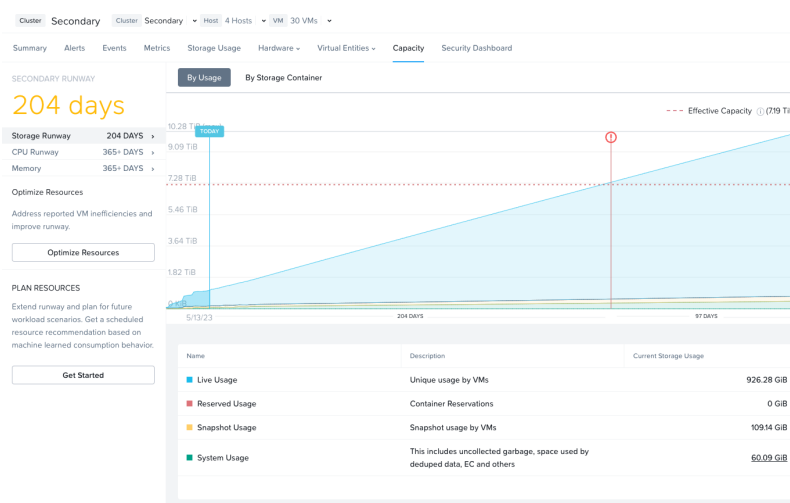 Cluster Secondary Cluster Secondary Host 4 Hosts VM 30 VMs
Summary Alerts Events Metrics Storage Usage Hardware Virtual Entities Capacity Security Dashboard
SECONDARY RUNWAY
204 days
Storage Runway 204 DAYS
CPU Runway 365+ DAYS
Memory 365+ DAYS
Optimize Resources
Address reported VM inefficiencies and
improve runway.
Optimize Resources
PLAN RESOURCES
Extend runway and plan for future
workload scenarios. Get a scheduled
resource recommendation based on
machine learned consumption behavior.
Get Started
By Usage By Storage Container
Effective Capacity (7.19 Ti
10.28 TiB
TODAY
9.09 TiB
7.28 TiB
5.46 TiB
3.64 TiB
1.82 TiB
0 KiB
5/13/23 204 DAYS 97 DAYS
Name Description Current Storage Usage
Live Usage Unique usage by VMs 926.28 GiB
Reserved Usage Container Reservations 0 GiB
Snapshot Usage Snapshot usage by VMs 109.14 GiB
System Usage This includes uncollected garbage, space used by
deduped data, EC and others 60.09 GiB